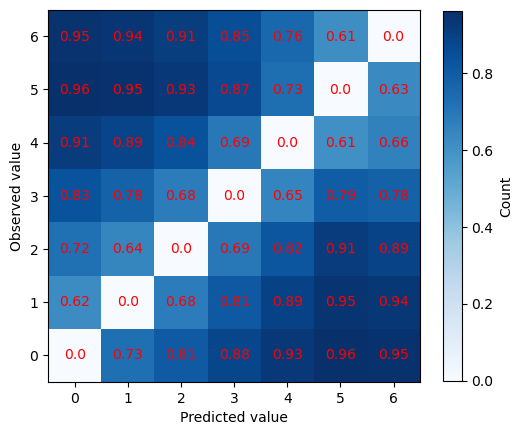 6 0.95 0.94 0.91 0.85 0.76 0.61 0.0
5 0.96 0.95 0.93 0.87 0.73 0.0 0.63
4 0.91 0.89 0.84 0.69 0.0 0.61 0.66
3 0.83 0.78 0.68 0.0 0.65 0.79 0.78
2 0.72 0.64 0.0 0.69 0.82 0.91 0.89
1 0.62 0.0 0.68 0.81 0.89 0.95 0.94
0 0.0 0.73 0.81 0.88 0.93 0.96 0.95
0 1 2 3 4 5 6
Predicted value
Observed value
0.8
0.6
0.4
0.2
0.0
Count